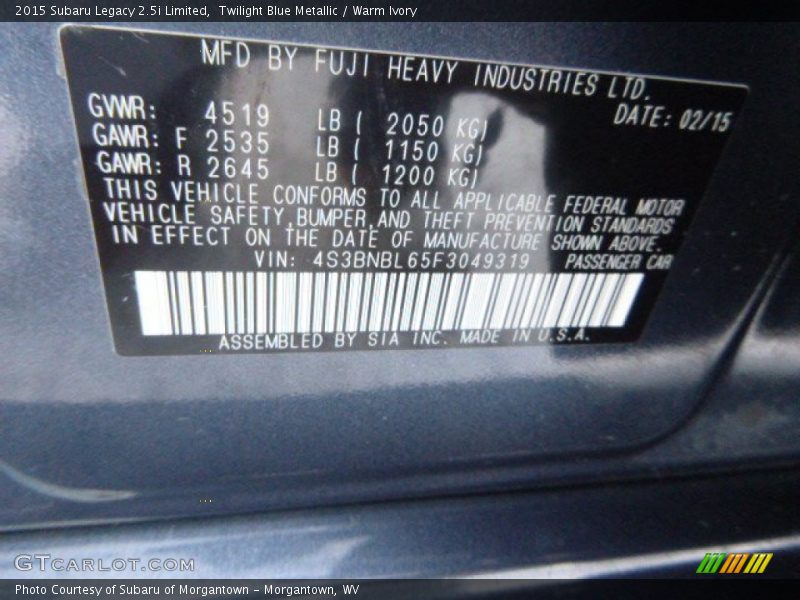 2015 Subaru Legacy 2.5i Limited,  Twilight Blue Metallic / Warm Ivory
MFD BY FUJI HEAVY INDUSTRIES LTD.
GVWR: 4519 LB ( 2050 KG) DATE: 02/15
GAWR: F 2535 LB ( 1150 KG)
GAWR: R 2645 LB ( 1200 KG)
THIS VEHICLE CONFORMS TO ALL APPLICABLE FEDERAL MOTOR
VEHICLE SAFETY,BUMPER,AND THEFT PREVENTION STANDARDS
IN EFFECT ON THE DATE OF MANUFACTURE SHOWN ABOVE.
VIN: 4S3BNBL65F3049319 PASSENGER CAR
ASSEMBLED BY SIA INC. MADE IN U.S.A.
GTCARLOT.COM
Photo Courtesy of Subaru of Morgantown – Morgantown, WV